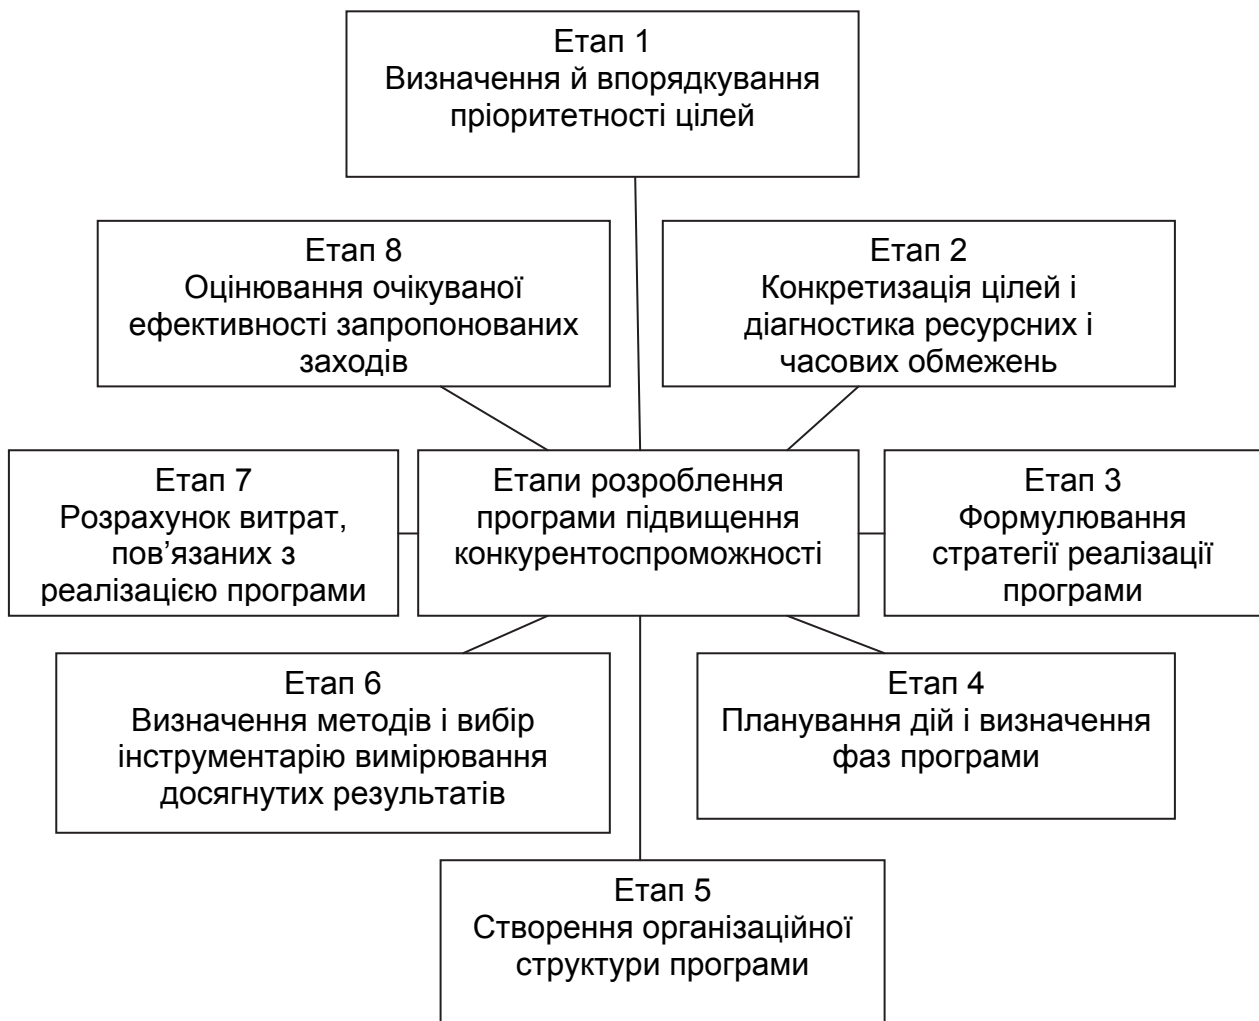 Етап 1
Визначення й впорядкування
пріоритетності цілей
Етап 8
Оцінювання очікуваної
ефективності запропонованих
заходів
Етап 2
Конкретизація цілей і
діагностика ресурсних і
часових обмежень
Етап 7
Розрахунок витрат,
пов’язаних з
реалізацією програми
Етапи розроблення
програми підвищення
конкурентоспроможності
Етап 3
Формулювання
стратегії реалізації
програми
Етап 6
Визначення методів і вибір
інструментарію вимірювання
досягнутих результатів
Етап 4
Планування дій і визначення
фаз програми
Етап 5
Створення організаційної
структури програми